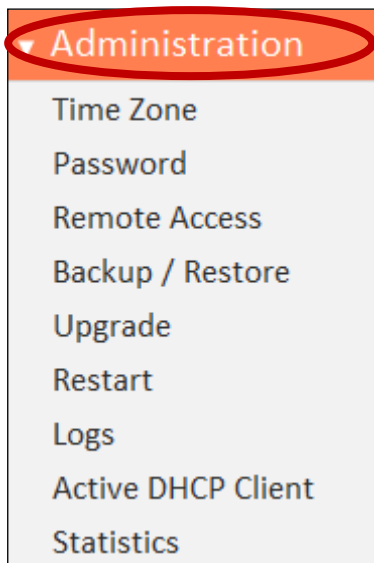 Administration
Time Zone
Password
Remote Access
Backup / Restore
Upgrade
Restart
Logs
Active DHCP Client
Statistics